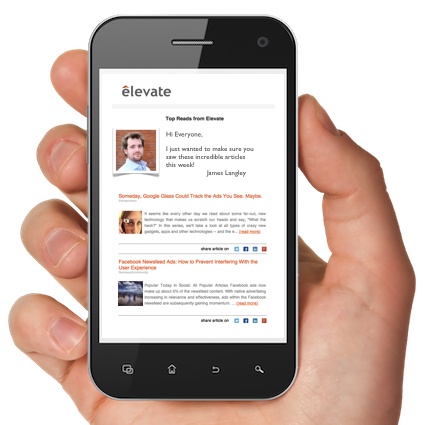 elevate
Top Reads from Elevate
Hi Everyone,
I just wanted to make sure you
saw these incredible articles
this week!
James Langley
Someday, Google Glass Could Track the Ads You See. Maybe.
It seems like every other day we read about some far-out, new
technology that makes us scratch our heads and say, "What the
heck?" In this series, we'll take a look at all types of crazy new
gadgets, apps and other technologies – and the e... (read more)
share article on
Facebook Newsfeed Ads: How to Prevent Interfering With the
User Experience
Popular Today in Social: All Popular Articles Facebook ads now
make up about 6% of the newsfeed content. With native advertising
increasing in relevance and effectiveness, ads within the Facebook
newsfeed are subsequently gaining momentum. ... (read more)
share article on